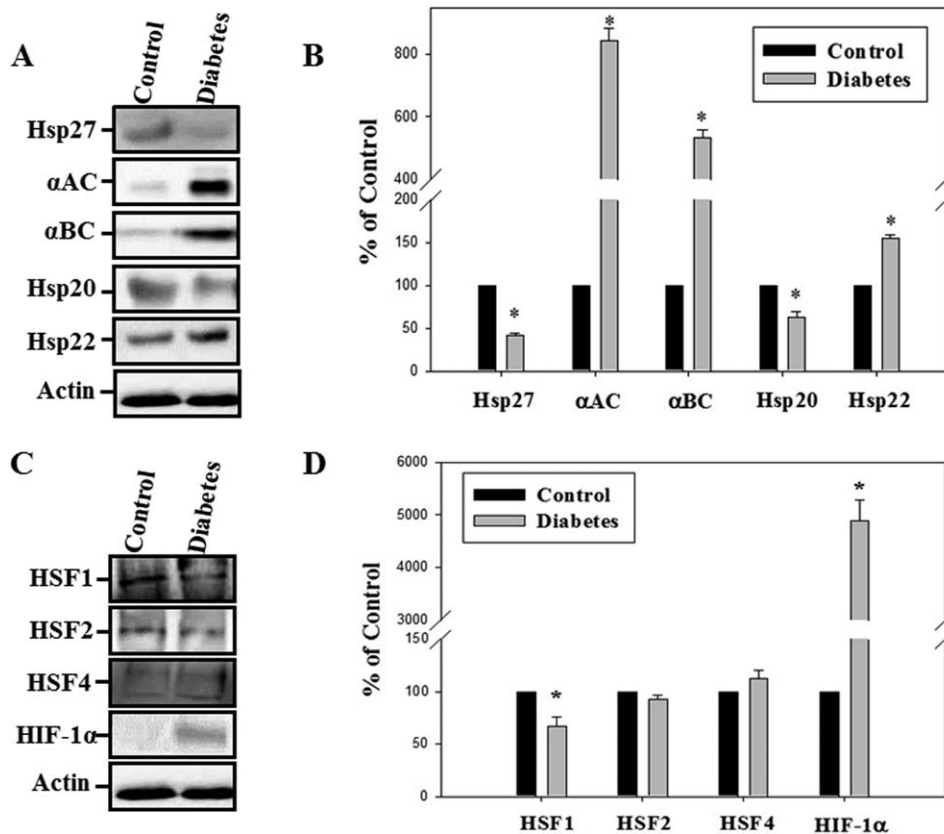 A
Control
Diabetes
Hsp27
αAC
αBC
Hsp20
Hsp22
Actin
B
Control
Diabetes
% of Control
800
600
400
200
150
100
50
0
*
*
*
*
*
Hsp27 αAC αBC Hsp20 Hsp22
C
Control
Diabetes
HSF1
HSF2
HSF4
HIF-1α
Actin
D
Control
Diabetes
% of Control
6000
5000
4000
3000
150
100
50
0
*
*
HSF1 HSF2 HSF4 HIF-1α